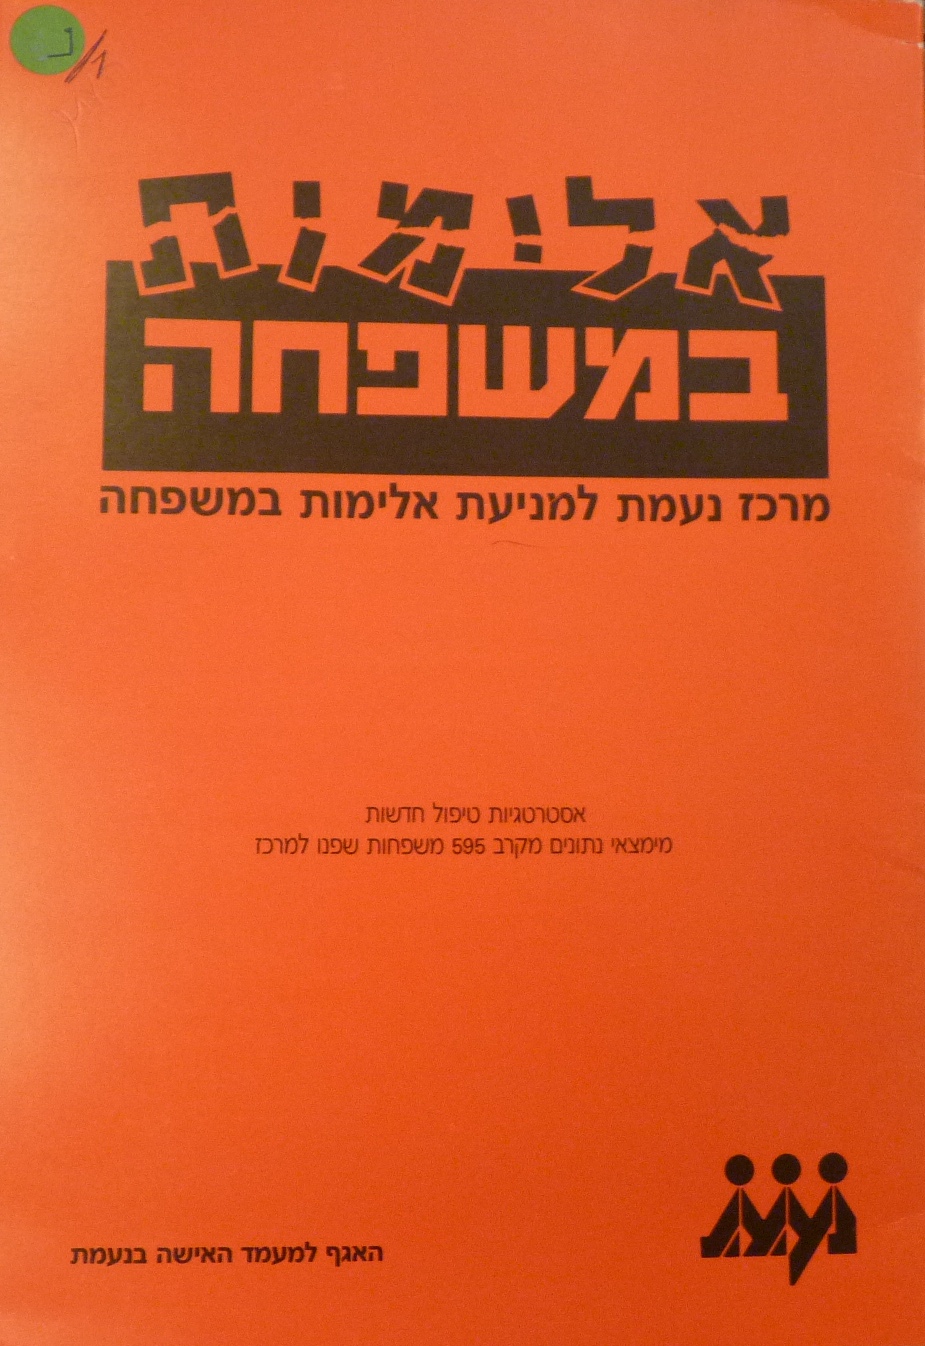 אלימות
במשפחה
מרכז נעמת למניעת אלימות במשפחה
אסטרטגיות טיפול חדשות
מימצאי נתונים מקרב 595 משפחות שפנו למרכז
נעמת
האגף למעמד האישה בנעמת